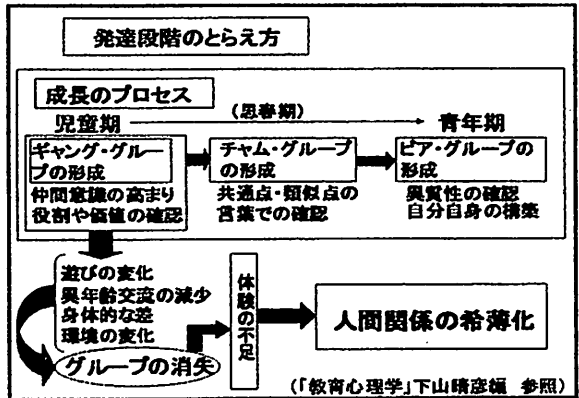 発達段階のとらえ方
成長のプロセス
児童期
(思春期)
青年期
ギャング・グルー
プの形成
仲間意識の高まり
役割や価値の確認
チャム・グループ
の形成
共通点・類似点の
言葉での確認
ピア・グループの
形成
異質性の確認
自分自身の構築
遊びの変化
異年齢交流の減少
身体的な差
環境の変化
グループの消失
体験の不足
人間関係の希薄化
(「教育心理学」下山晴彦編 参照)